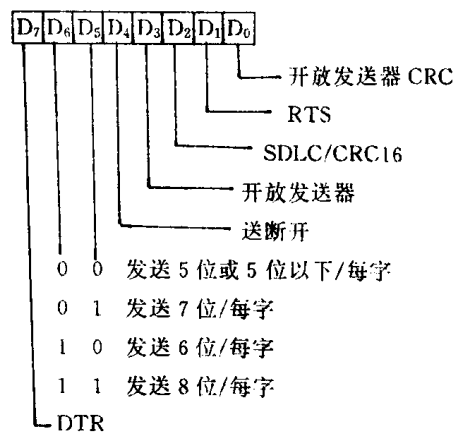 D7 D6 D5 D4 D3 D2 D1 D0
开放发送器 CRC
RTS
SDLC/CRC16
开放发送器
送断开
0 0 发送 5 位或 5 位以下/每字
0 1 发送 7 位/每字
1 0 发送 6 位/每字
1 1 发送 8 位/每字
DTR